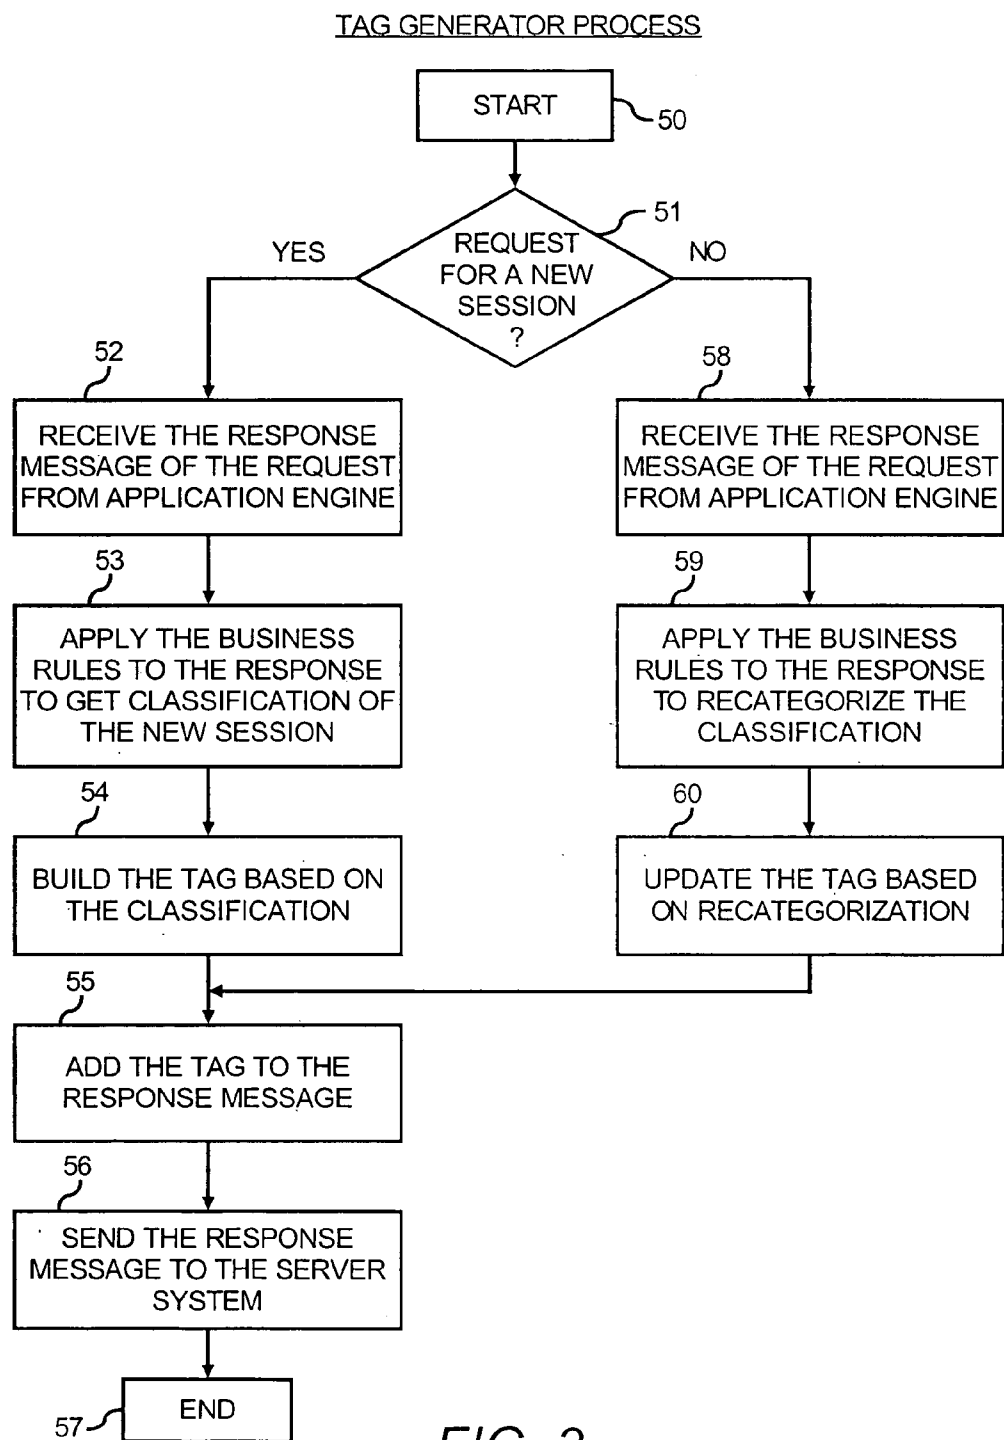 TAG GENERATOR PROCESS
START
50
51
REQUEST
FOR A NEW
SESSION
?
YES
NO
52
RECEIVE THE RESPONSE
MESSAGE OF THE REQUEST
FROM APPLICATION ENGINE
53
APPLY THE BUSINESS
RULES TO THE RESPONSE
TO GET CLASSIFICATION OF
THE NEW SESSION
54
BUILD THE TAG BASED ON
THE CLASSIFICATION
58
RECEIVE THE RESPONSE
MESSAGE OF THE REQUEST
FROM APPLICATION ENGINE
59
APPLY THE BUSINESS
RULES TO THE RESPONSE
TO RECATEGORIZE THE
CLASSIFICATION
60
UPDATE THE TAG BASED
ON RECATEGORIZATION
55
ADD THE TAG TO THE
RESPONSE MESSAGE
56
SEND THE RESPONSE
MESSAGE TO THE SERVER
SYSTEM
57
END
FIG.